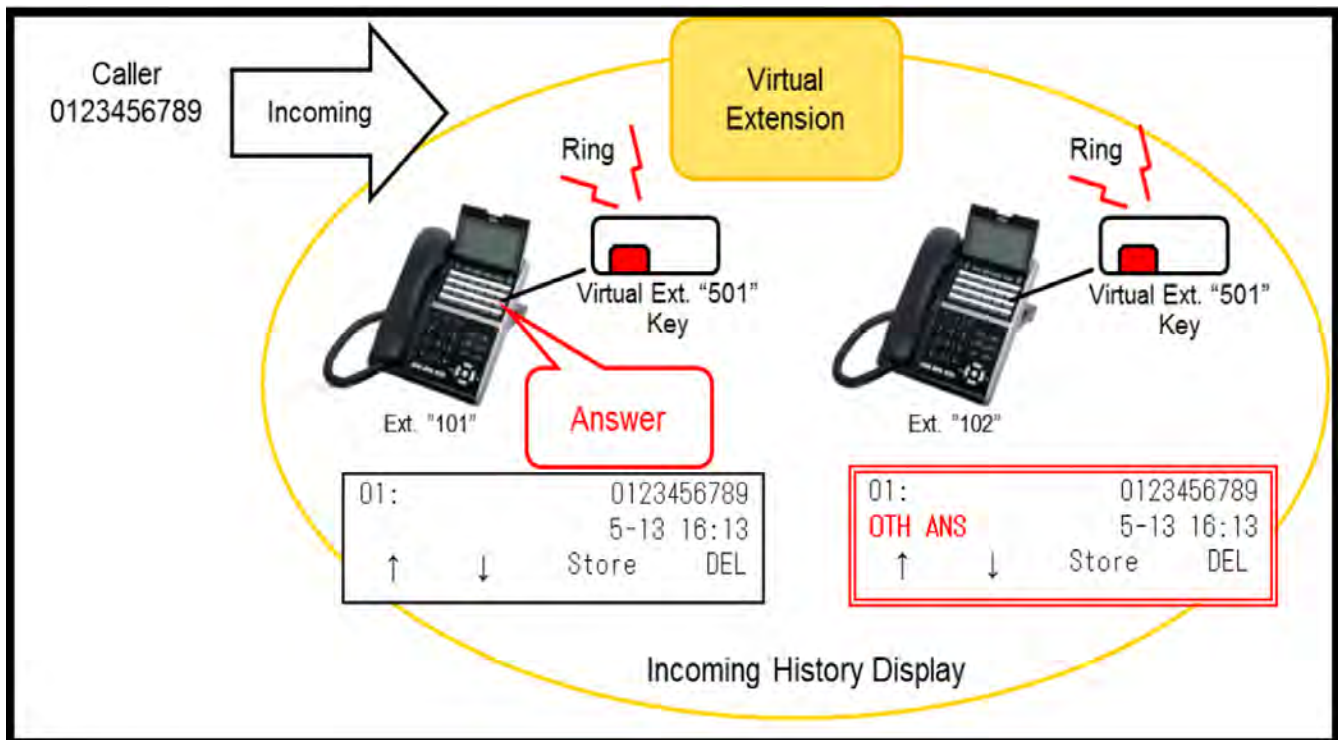 Caller
0123456789
Incoming
Virtual
Extension
Ring
Ring
Virtual Ext. “501”
Key
Virtual Ext. “501”
Key
Ext. ”101”
Answer
Ext. ”102”
01: 0123456789
5-13 16:13
↑ ↓ Store DEL
01: 0123456789
OTH ANS 5-13 16:13
↑ ↓ Store DEL
Incoming History Display